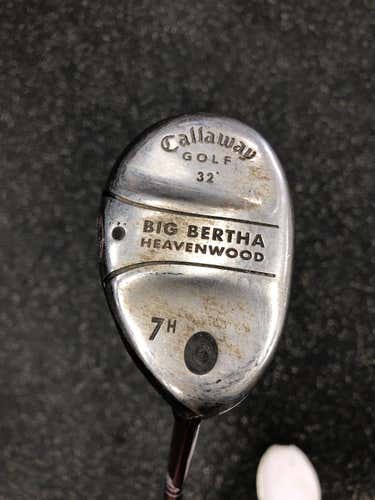 Callaway
GOLF
32°
BIG BERTHA
HEAVENWOOD
7H